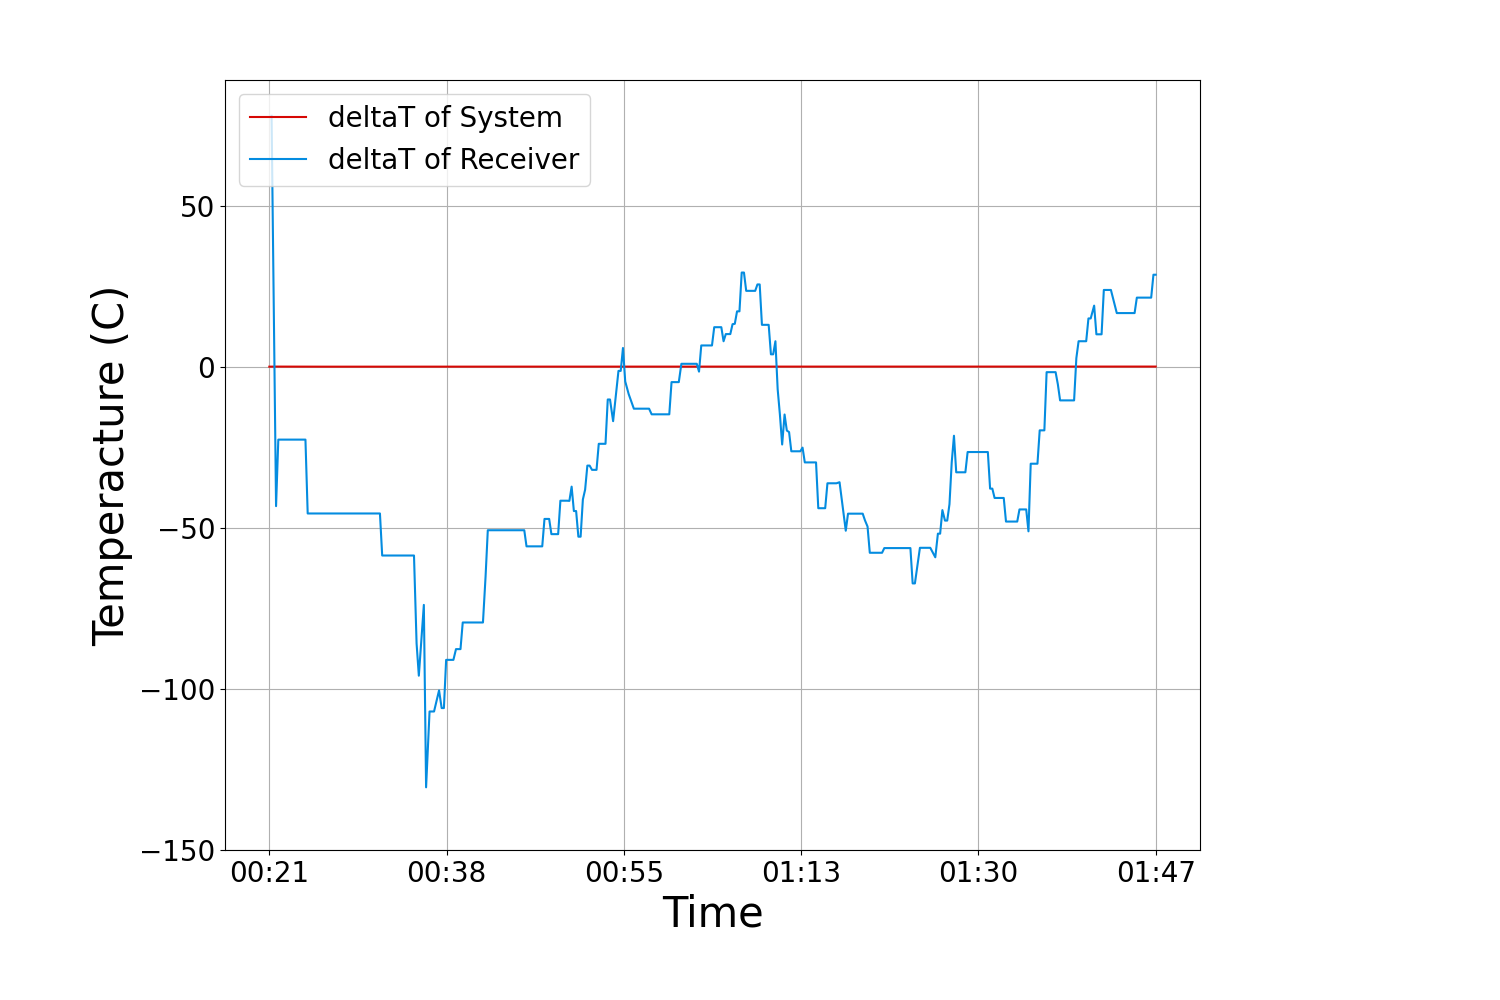 deltaT of System
deltaT of Receiver
50
0
−50
−100
−150
00:21 00:38 00:55 01:13 01:30 01:47
Time
Temperacture (C)